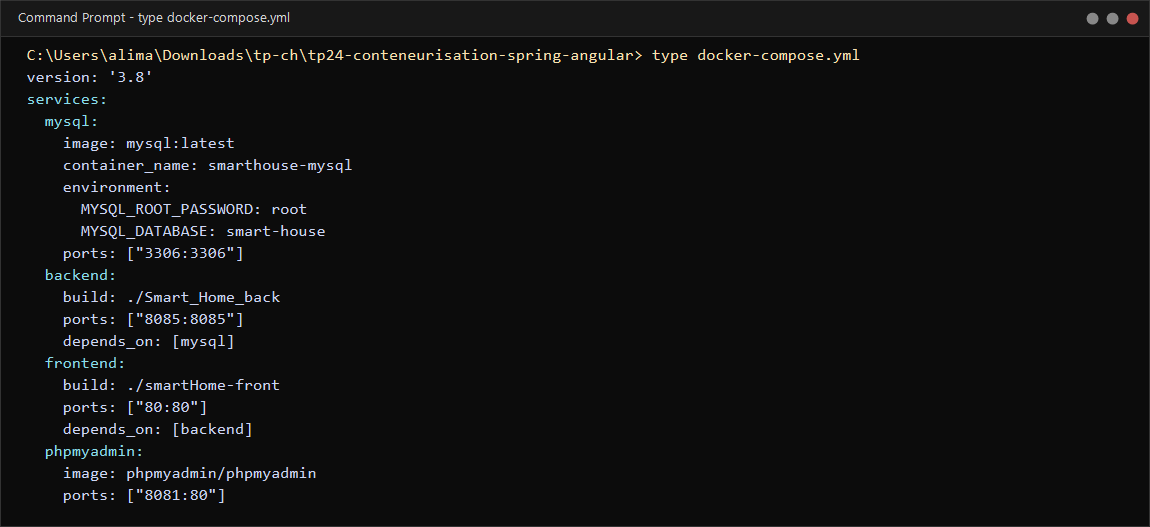 Command Prompt - type docker-compose.yml
C:\Users\alima\Downloads\tp-ch\tp24-conteneurisation-spring-angular> type docker-compose.yml
version: '3.8'
services:
  mysql:
    image: mysql:latest
    container_name: smarthouse-mysql
    environment:
      MYSQL_ROOT_PASSWORD: root
      MYSQL_DATABASE: smart-house
    ports: ["3306:3306"]
  backend:
    build: ./Smart_Home_back
    ports: ["8085:8085"]
    depends_on: [mysql]
  frontend:
    build: ./smartHome-front
    ports: ["80:80"]
    depends_on: [backend]
  phpmyadmin:
    image: phpmyadmin/phpmyadmin
    ports: ["8081:80"]